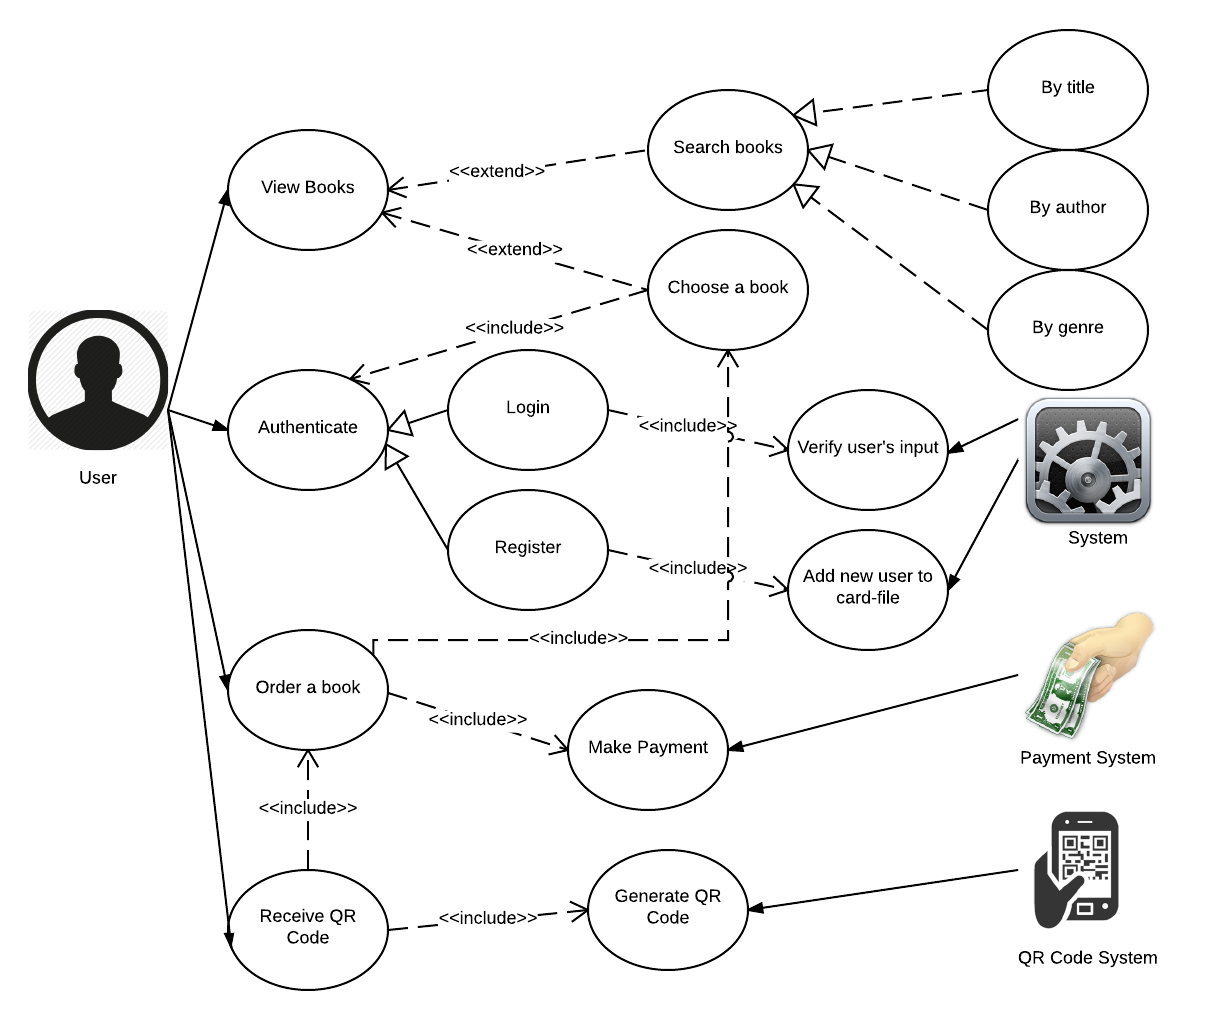 By title
Search books
<<extend>>
View Books
By author
<<extend>>
Choose a book
<<include>>
By genre
Login
Authenticate
<<include>>
Verify user's input
User
System
Register
<<include>>
Add new user to
card-file
<<include>>
Order a book
<<include>>
Make Payment
Payment System
<<include>>
Generate QR
Code
Receive QR
Code
<<include>>
QR Code System